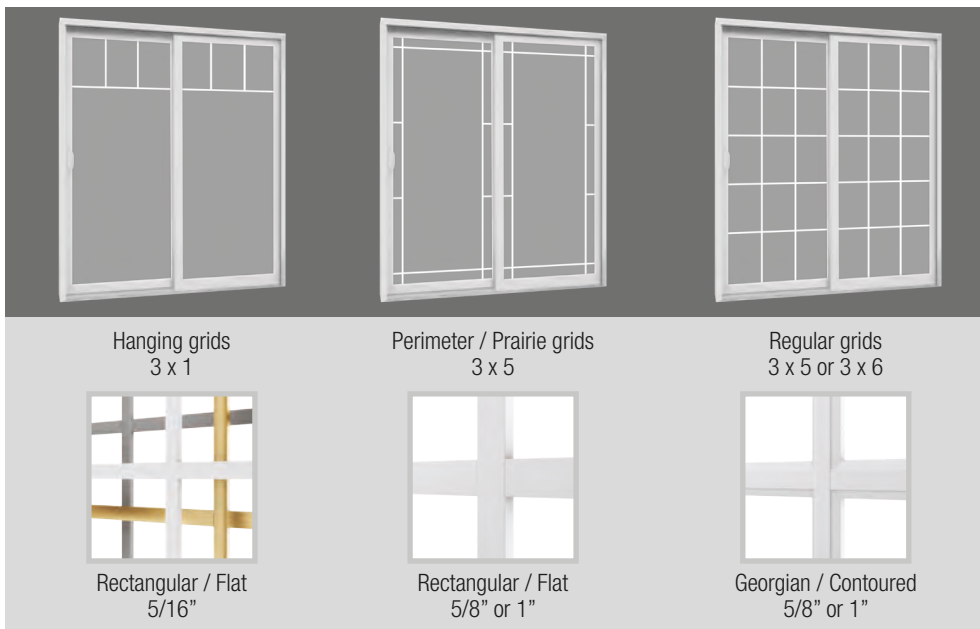 Hanging grids
3 x 1
Perimeter / Prairie grids
3 x 5
Regular grids
3 x 5 or 3 x 6
Rectangular / Flat
5/16”
Rectangular / Flat
5/8” or 1”
Georgian / Contoured
5/8” or 1”